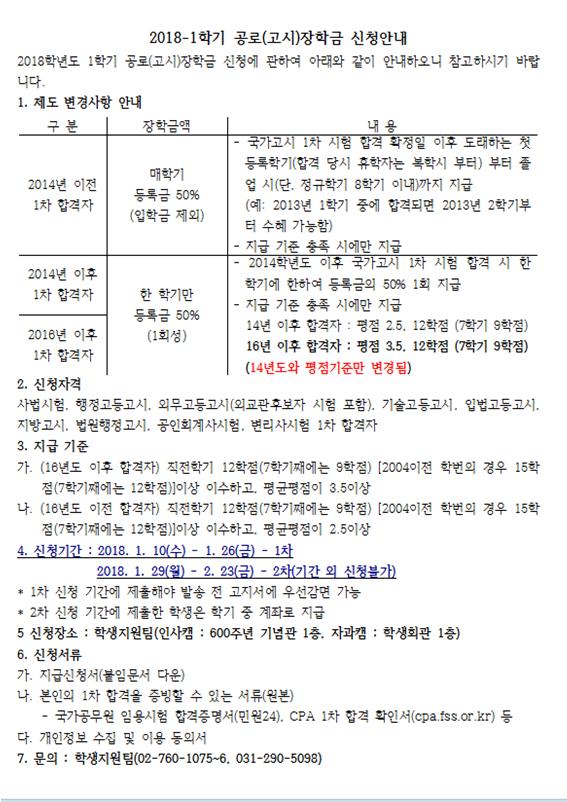 2018-1학기 공로(고시)장학금 신청안내
2018학년도 1학기 공로(고시)장학금 신청에 관하여 아래와 같이 안내하오니 참고하시기 바랍
니다.
1. 제도 변경사항 안내
구 분 장학금액 내 용
2014년 이전
1차 합격자
매학기
등록금 50%
(입학금 제외)
- 국가고시 1차 시험 합격 확정일 이후 도래하는 첫
등록학기(합격 당시 휴학자는 복학시 부터) 부터 졸
업 시(단, 정규학기 8학기 이내)까지 지급
(예: 2013년 1학기 중에 합격되면 2013년 2학기부
터 수혜 가능함)
- 지급 기준 충족 시에만 지급
2014년 이후
1차 합격자
2016년 이후
1차 합격자
한 학기만
등록금 50%
(1회성)
- 2014학년도 이후 국가고시 1차 시험 합격 시 한
학기에 한하여 등록금의 50% 1회 지급
- 지급 기준 충족 시에만 지급
14년 이후 합격자 : 평점 2.5, 12학점 (7학기 9학점)
16년 이후 합격자 : 평점 3.5, 12학점 (7학기 9학점)
(14년도와 평점기준만 변경됨)
2. 신청자격
사법시험, 행정고등고시, 외무고등고시(외교관후보자 시험 포함), 기술고등고시, 입법고등고시,
지방고시, 법원행정고시, 공인회계사시험, 변리사시험 1차 합격자
3. 지급 기준
가. (16년도 이후 합격자) 직전학기 12학점(7학기째에는 9학점) [2004이전 학번의 경우 15학
점(7학기째에는 12학점)]이상 이수하고, 평균평점이 3.5이상
나. (16년도 이전 합격자) 직전학기 12학점(7학기째에는 9학점) [2004이전 학번의 경우 15학
점(7학기째에는 12학점)]이상 이수하고, 평균평점이 2.5이상
4. 신청기간 : 2018. 1. 10(수) - 1. 26(금) - 1차
2018. 1. 29(월) - 2. 23(금) - 2차(기간 외 신청불가)
* 1차 신청 기간에 제출해야 발송 전 고지서에 우선감면 가능
* 2차 신청 기간에 제출한 학생은 학기 중 계좌로 지급
5 신청장소 : 학생지원팀(인사캠 : 600주년 기념관 1층, 자과캠 : 학생회관 1층)
6. 신청서류
가. 지급신청서(붙임문서 다운)
나. 본인의 1차 합격을 증빙할 수 있는 서류(원본)
- 국가공무원 임용시험 합격증명서(민원24), CPA 1차 합격 확인서(cpa.fss.or.kr) 등
다. 개인정보 수집 및 이용 동의서
7. 문의 : 학생지원팀(02-760-1075~6, 031-290-5098)